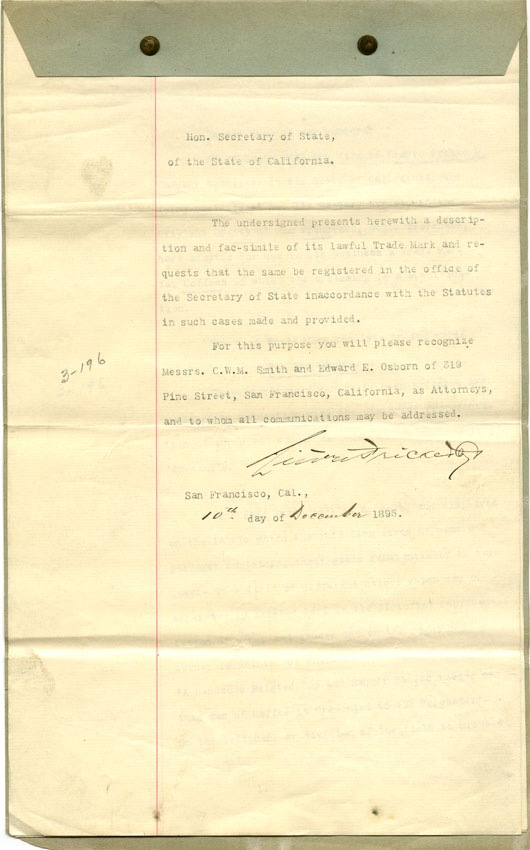 Hon. Secretary of State,
of the State of California.
The undersigned presents herewith a descrip-
tion and fac-simile of its lawful Trade Mark and re-
quests that the same be registered in the office of
the Secretary of State inaccordance with the Statutes
in such cases made and provided.
For this purpose you will please recognize
Messrs. C.W.M. Smith and Edward E. Osborn of 319
Pine Street, San Francisco, California, as Attorneys,
and to whom all communications may be addressed.
3-196
San Francisco, Cal.,
10th day of December 1895.